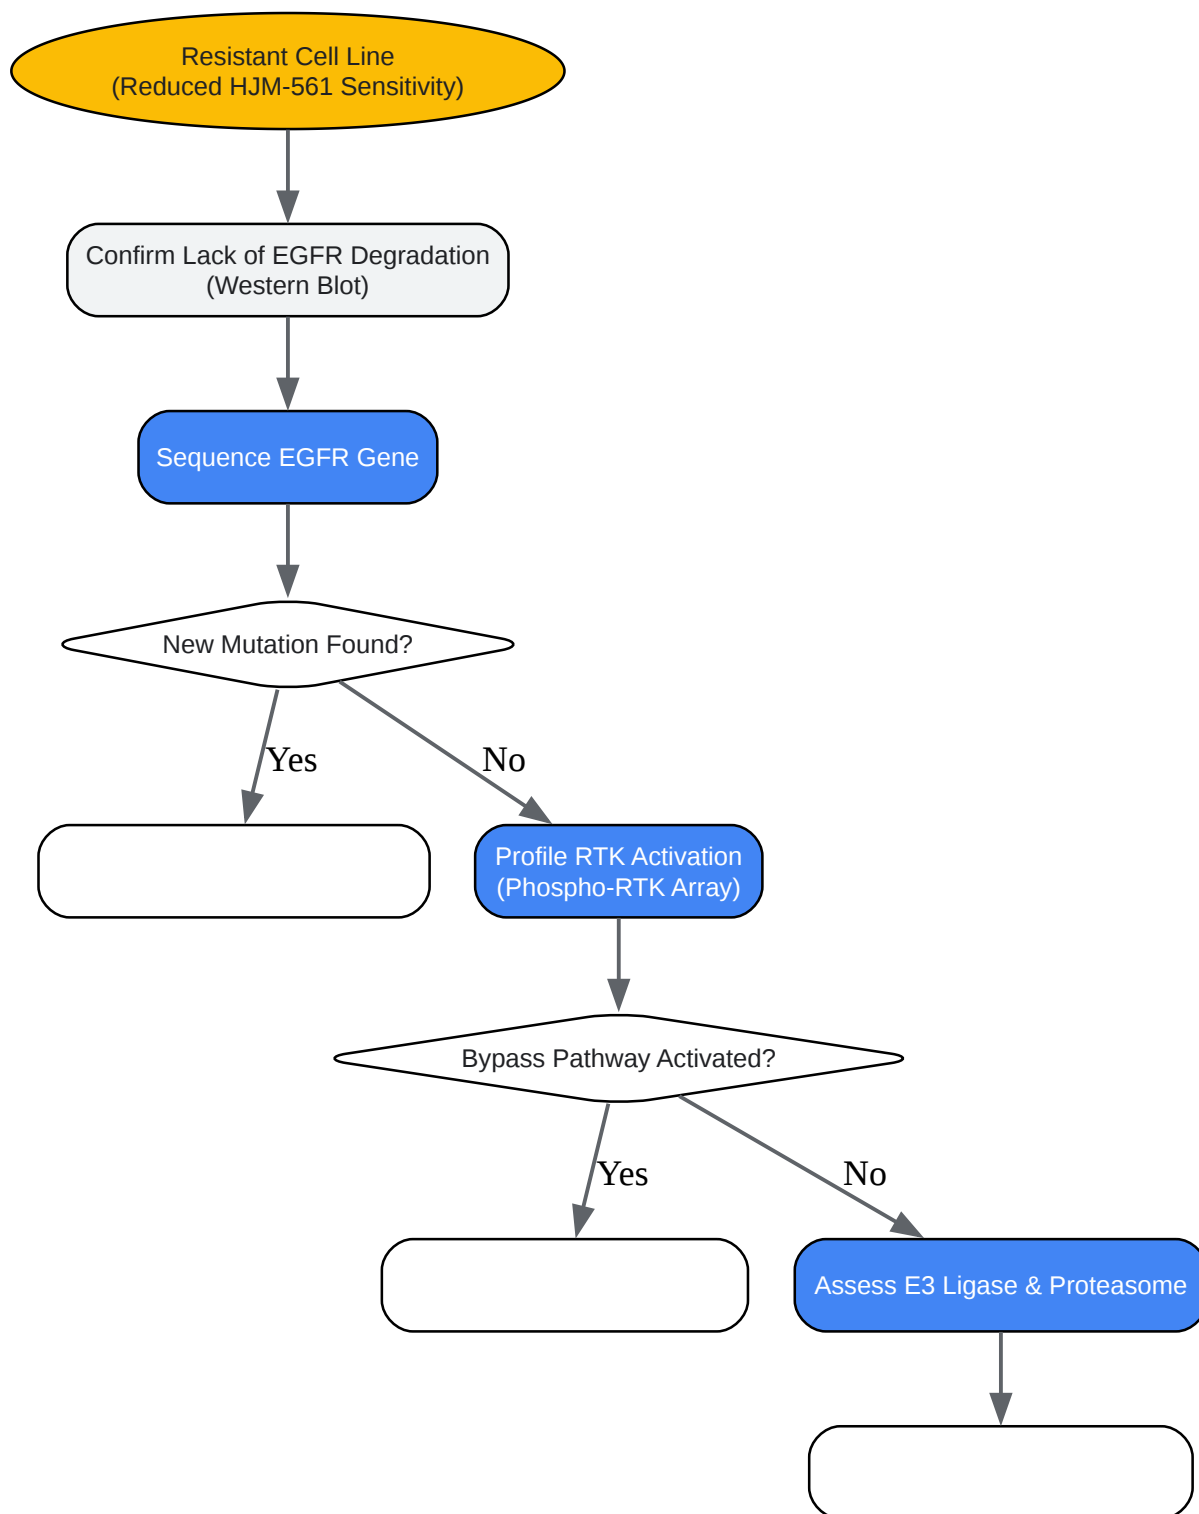 Resistant Cell Line
(Reduced HJM-561 Sensitivity)
Confirm Lack of EGFR Degradation
(Western Blot)
Sequence EGFR Gene
New Mutation Found?
Yes
No
Profile RTK Activation
(Phospho-RTK Array)
Bypass Pathway Activated?
Yes
No
Assess E3 Ligase & Proteasome